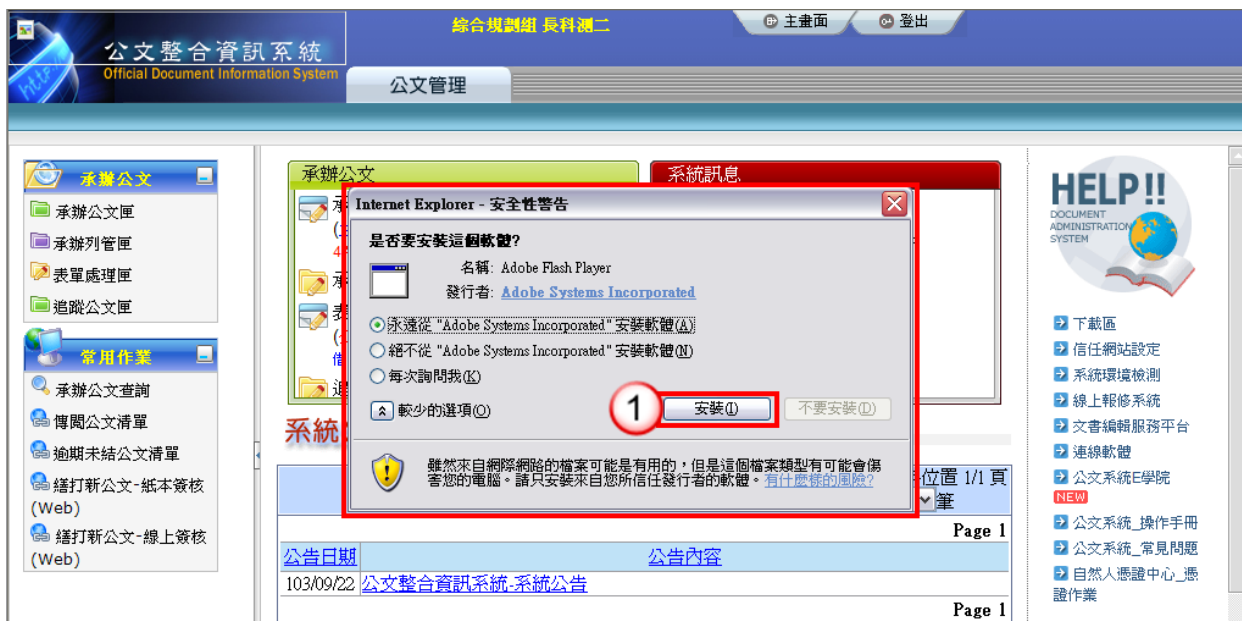 綜合規劃組 長科測二
主畫面
登出
公文整合資訊系統
Official Document Information System
公文管理
承辦公文
承辦公文匣
承辦列管匣
表單處理匣
追蹤公文匣
常用作業
承辦公文查詢
傳閱公文清單
逾期未結公文清單
繕打新公文-紙本簽核
(Web)
繕打新公文-線上簽核
(Web)
承辦公文
系統訊息
Internet Explorer - 安全性警告
是否要安裝這個軟體?
名稱: Adobe Flash Player
發行者: Adobe Systems Incorporated
永遠從 "Adobe Systems Incorporated" 安裝軟體(A)
絕不從 "Adobe Systems Incorporated" 安裝軟體(N)
每次詢問我(K)
較少的選項(O)
1
安裝(I)
不要安裝(D)
雖然來自網際網路的檔案可能是有用的，但是這個檔案類型有可能會傷
害您的電腦。請只安裝來自您所信任發行者的軟體。有什麼樣的風險?
系統
位置 1/1 頁
筆
Page 1
公告日期
公告內容
103/09/22 公文整合資訊系統-系統公告
Page 1
HELP!!
DOCUMENT
ADMINISTRATION
SYSTEM
下載區
信任網站設定
系統環境檢測
線上報修系統
文書編輯服務平台
連線軟體
公文系統E學院
NEW
公文系統_操作手冊
公文系統_常見問題
自然人憑證中心_憑
證作業